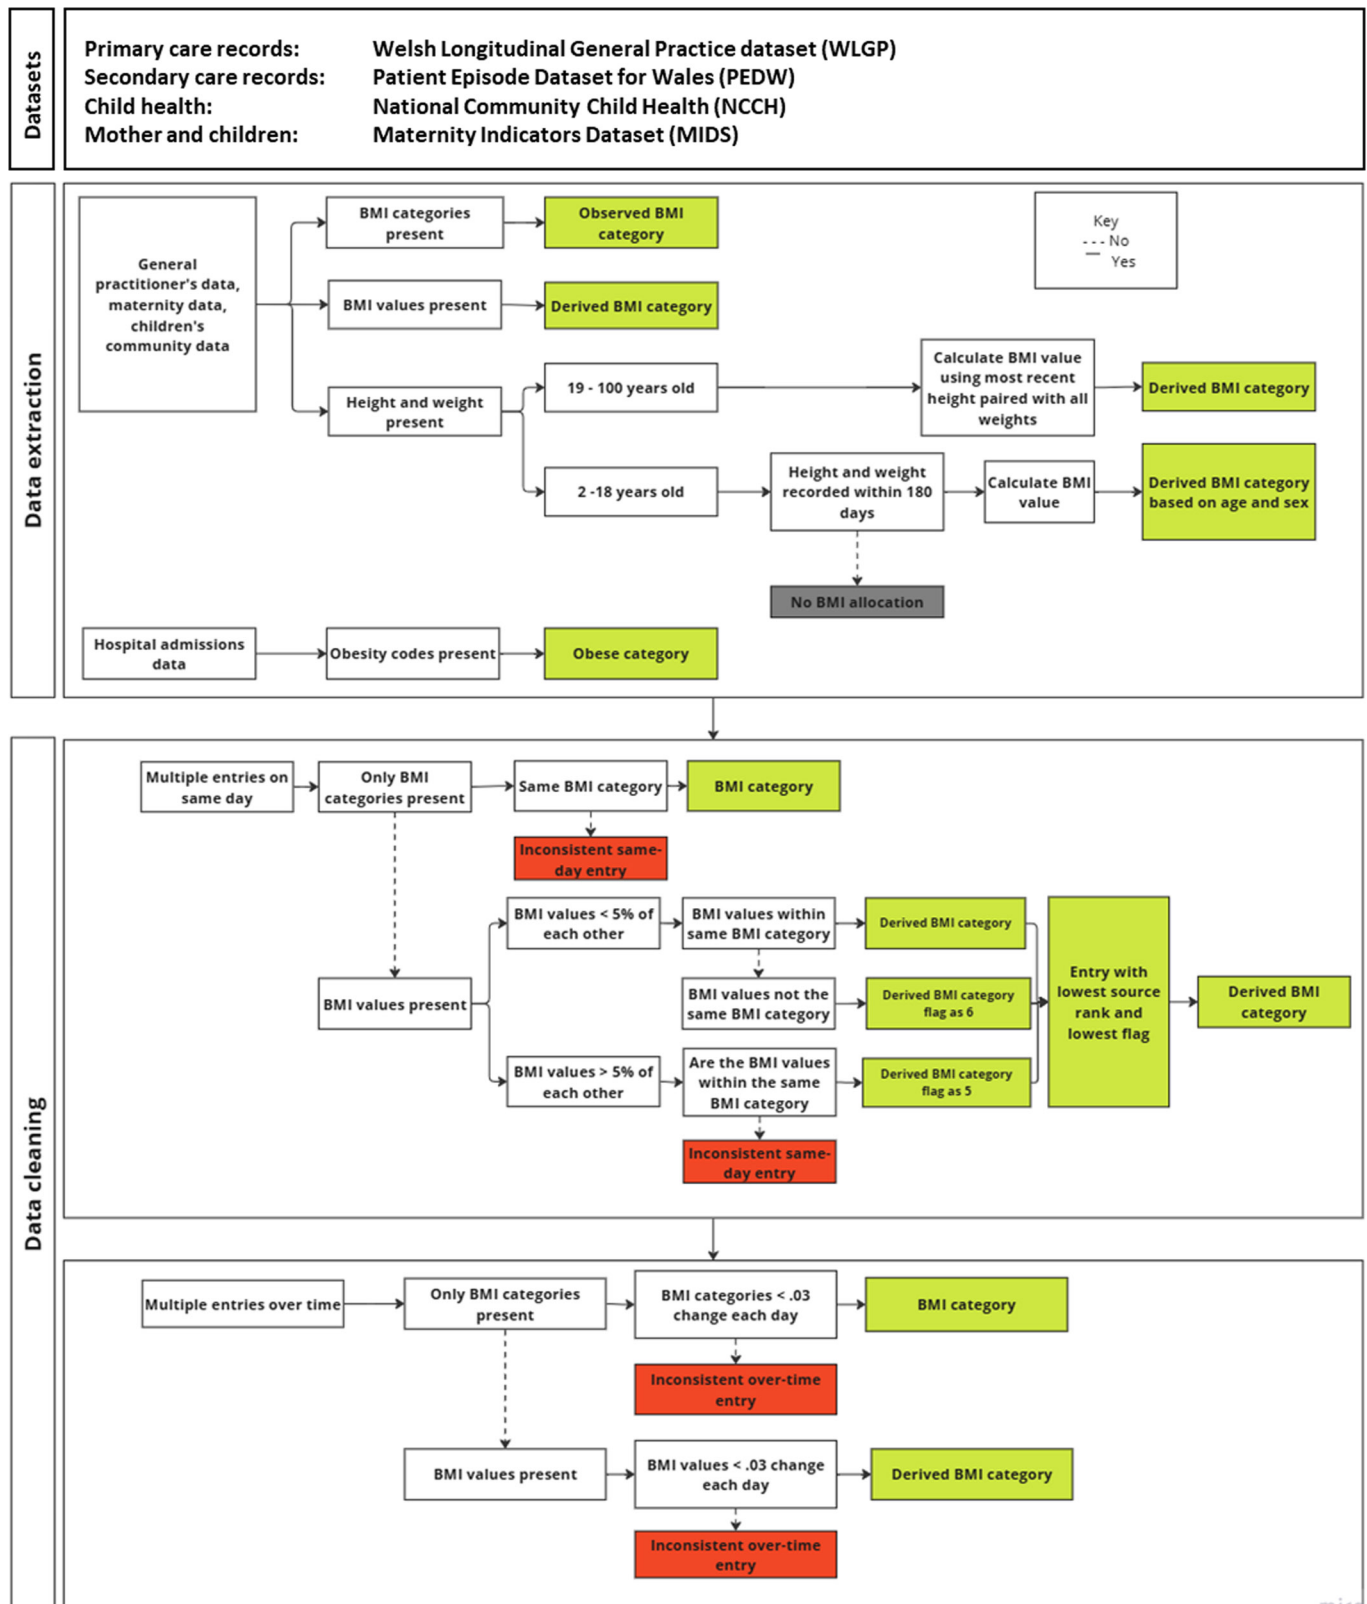 Datasets
Primary care records: Welsh Longitudinal General Practice dataset (WLGP)
Secondary care records: Patient Episode Dataset for Wales (PEDW)
Child health: National Community Child Health (NCCH)
Mother and children: Maternity Indicators Dataset (MIDS)
Data extraction
General
practitioner's data,
maternity data,
children's
community data
BMI categories
present
Observed BMI
category
Key
--- No
— Yes
BMI values present
Derived BMI category
Height and weight
present
19 - 100 years old
Calculate BMI value
using most recent
height paired with all
weights
Derived BMI category
2 -18 years old
Height and weight
recorded within 180
days
Calculate BMI
value
Derived BMI category
based on age and sex
No BMI allocation
Hospital admissions
data
Obesity codes present
Obese category
Data cleaning
Multiple entries on
same day
Only BMI
categories present
Same BMI category
BMI category
Inconsistent same-
day entry
BMI values present
BMI values < 5% of
each other
BMI values within
same BMI category
Derived BMI category
BMI values not the
same BMI category
Derived BMI category
flag as 6
BMI values > 5% of
each other
Are the BMI values
within the same
BMI category
Derived BMI category
flag as 5
Inconsistent same-
day entry
Entry with
lowest source
rank and
lowest flag
Derived BMI
category
Multiple entries over time
Only BMI categories
present
BMI categories < .03
change each day
BMI category
Inconsistent over-time
entry
BMI values present
BMI values < .03 change
each day
Derived BMI category
Inconsistent over-time
entry